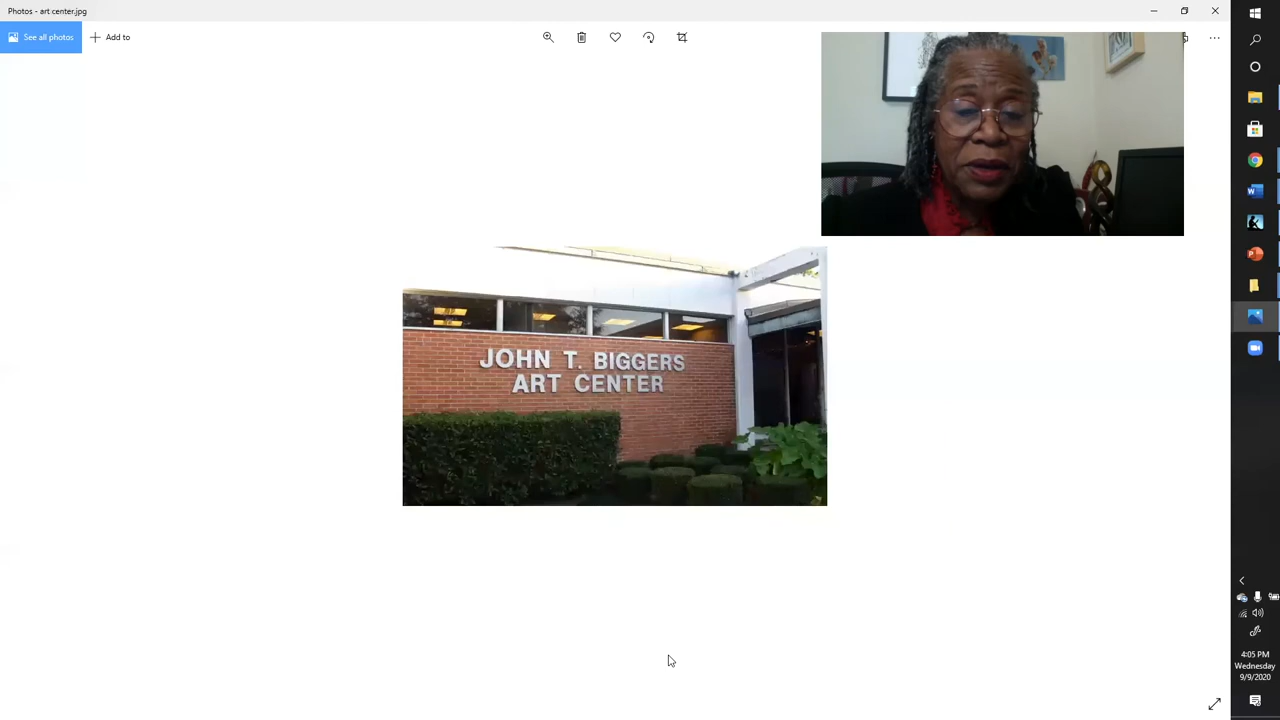 Photos - art center.jpg
See all photos
Add to
JOHN T. BIGGERS
ART CENTER
4:05 PM
Wednesday
9/9/2020